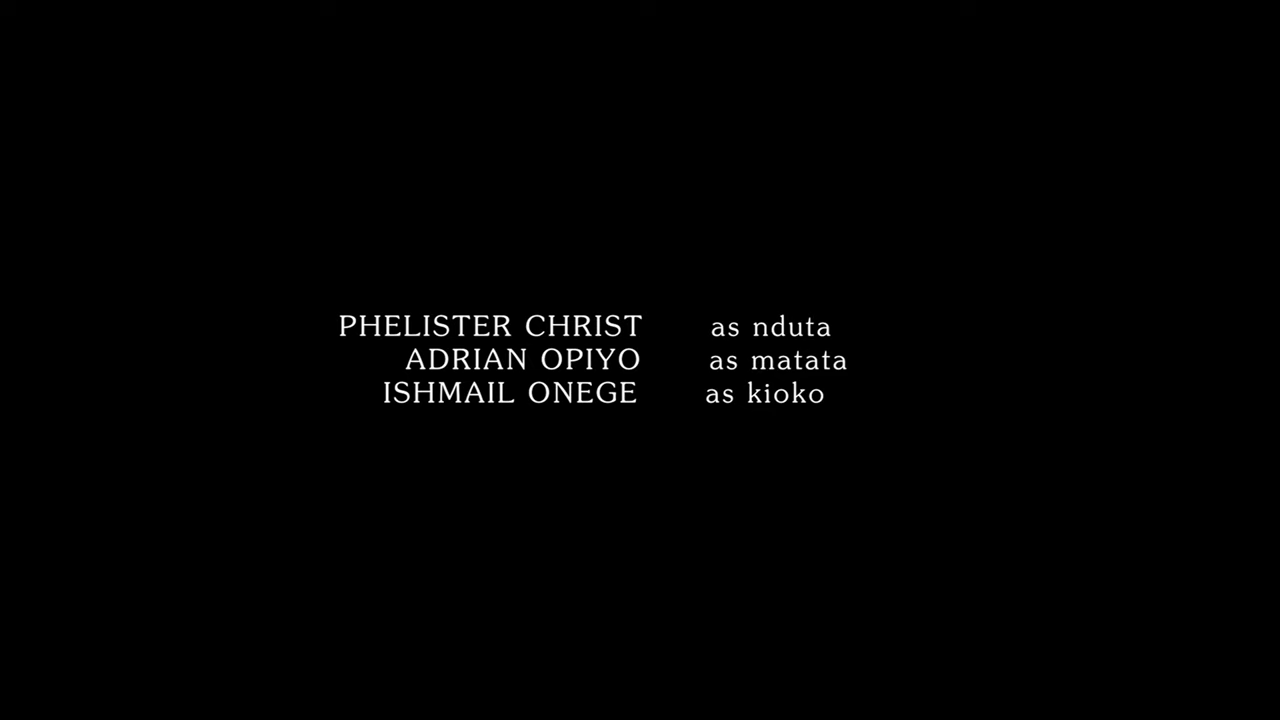 PHELISTER CHRIST as nduta
ADRIAN OPIYO as matata
ISHMAIL ONEGE as kioko